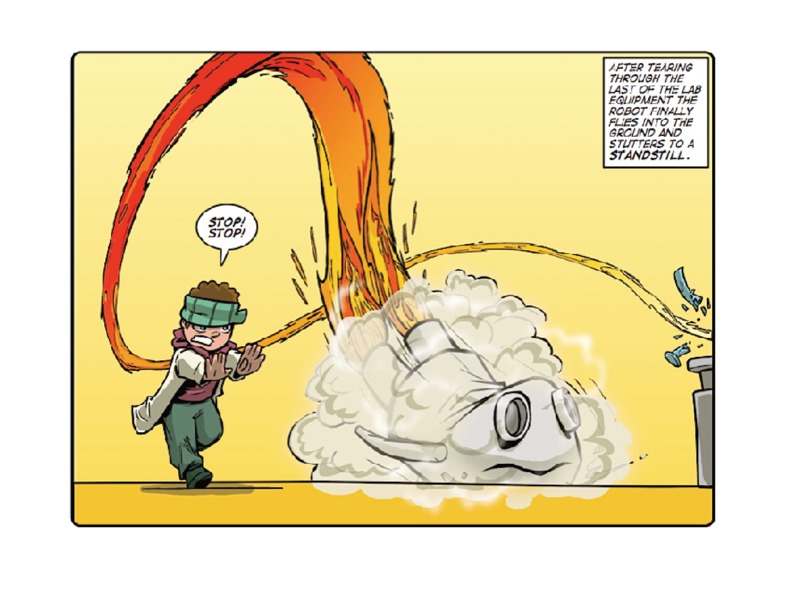 STOP!
STOP!
AFTER TEARING
THROUGH THE
LAST OF THE LAB
EQUIPMENT THE
ROBOT FINALLY
FLIES INTO THE
GROUND AND
STUTTERS TO A
STANDSTILL.